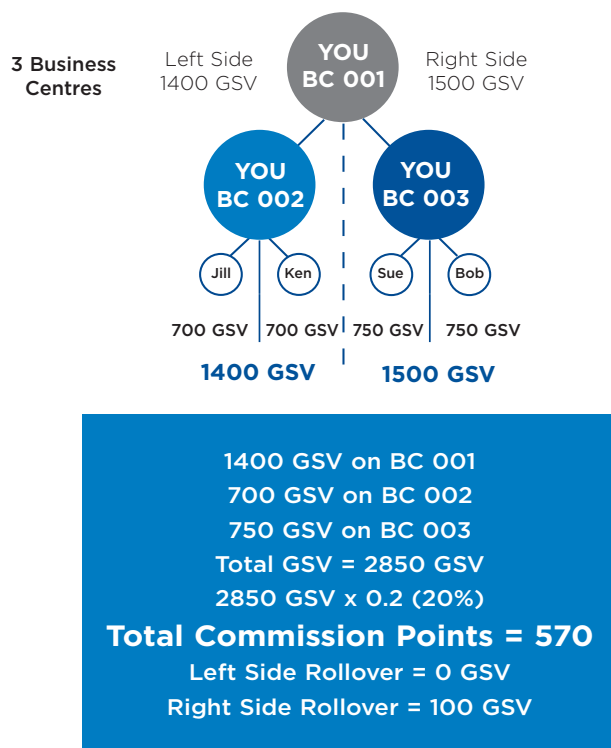 3 Business
Centres
Left Side
1400 GSV
YOU
BC 001
Right Side
1500 GSV
YOU
BC 002
YOU
BC 003
Jill
Ken
Sue
Bob
700 GSV
700 GSV
750 GSV
750 GSV
1400 GSV
1500 GSV
1400 GSV on BC 001
700 GSV on BC 002
750 GSV on BC 003
Total GSV = 2850 GSV
2850 GSV x 0.2 (20%)
Total Commission Points = 570
Left Side Rollover = 0 GSV
Right Side Rollover = 100 GSV